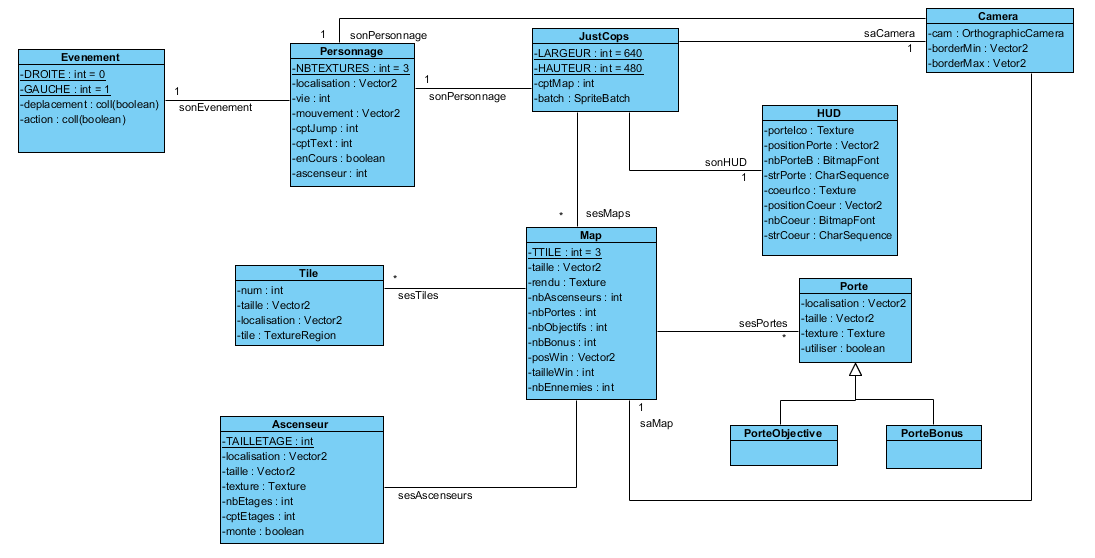 Camera
-cam : OrthographicCamera
-borderMin : Vector2
-borderMax : Vetor2
1
sonPersonnage
saCamera
1
JustCops
-LARGEUR : int = 640
-HAUTEUR : int = 480
-cptMap : int
-batch : SpriteBatch
Personnage
-NBTEXTURES : int = 3
-localisation : Vector2
-vie : int
-mouvement : Vector2
-cptJump : int
-cptText : int
-enCours : boolean
-ascenseur : int
Evenement
-DROITE : int = 0
-GAUCHE : int = 1
-deplacement : coll(boolean)
-action : coll(boolean)
1
sonEvenement
1
sonPersonnage
HUD
-porteIco : Texture
-positionPorte : Vector2
-nbPorteB : BitmapFont
-strPorte : CharSequence
-coeurIco : Texture
-positionCoeur : Vector2
-nbCoeur : BitmapFont
-strCoeur : CharSequence
sonHUD
1
*
sesMaps
Map
-TTILE : int = 3
-taille : Vector2
-rendu : Texture
-nbAscenseurs : int
-nbPortes : int
-nbObjectifs : int
-nbBonus : int
-posWin : Vector2
-tailleWin : int
-nbEnnemies : int
Tile
-num : int
-taille : Vector2
-localisation : Vector2
-tile : TextureRegion
*
sesTiles
Porte
-localisation : Vector2
-taille : Vector2
-texture : Texture
-utiliser : boolean
sesPortes
*
1
saMap
Ascenseur
-TAILLETAGE : int
-localisation : Vector2
-taille : Vector2
-texture : Texture
-nbEtages : int
-cptEtages : int
-monte : boolean
sesAscenseurs
PorteObjective
PorteBonus